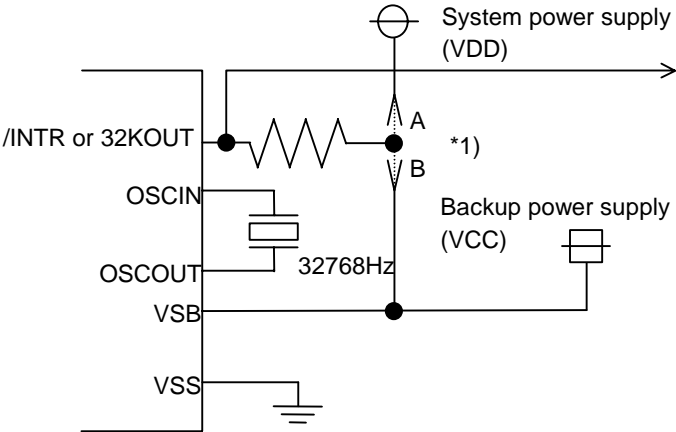 System power supply
(VDD)
A
/INTR or 32KOUT
*1)
B
OSCIN
Backup power supply
(VCC)
OSCOUT
32768Hz
VSB
VSS